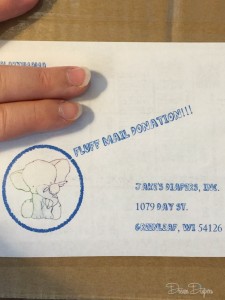 FLUFF MAIL DONATION!!!
JAKE'S DIAPERS, INC.
1079 DAY ST.
GREENLEAF, WI 54126